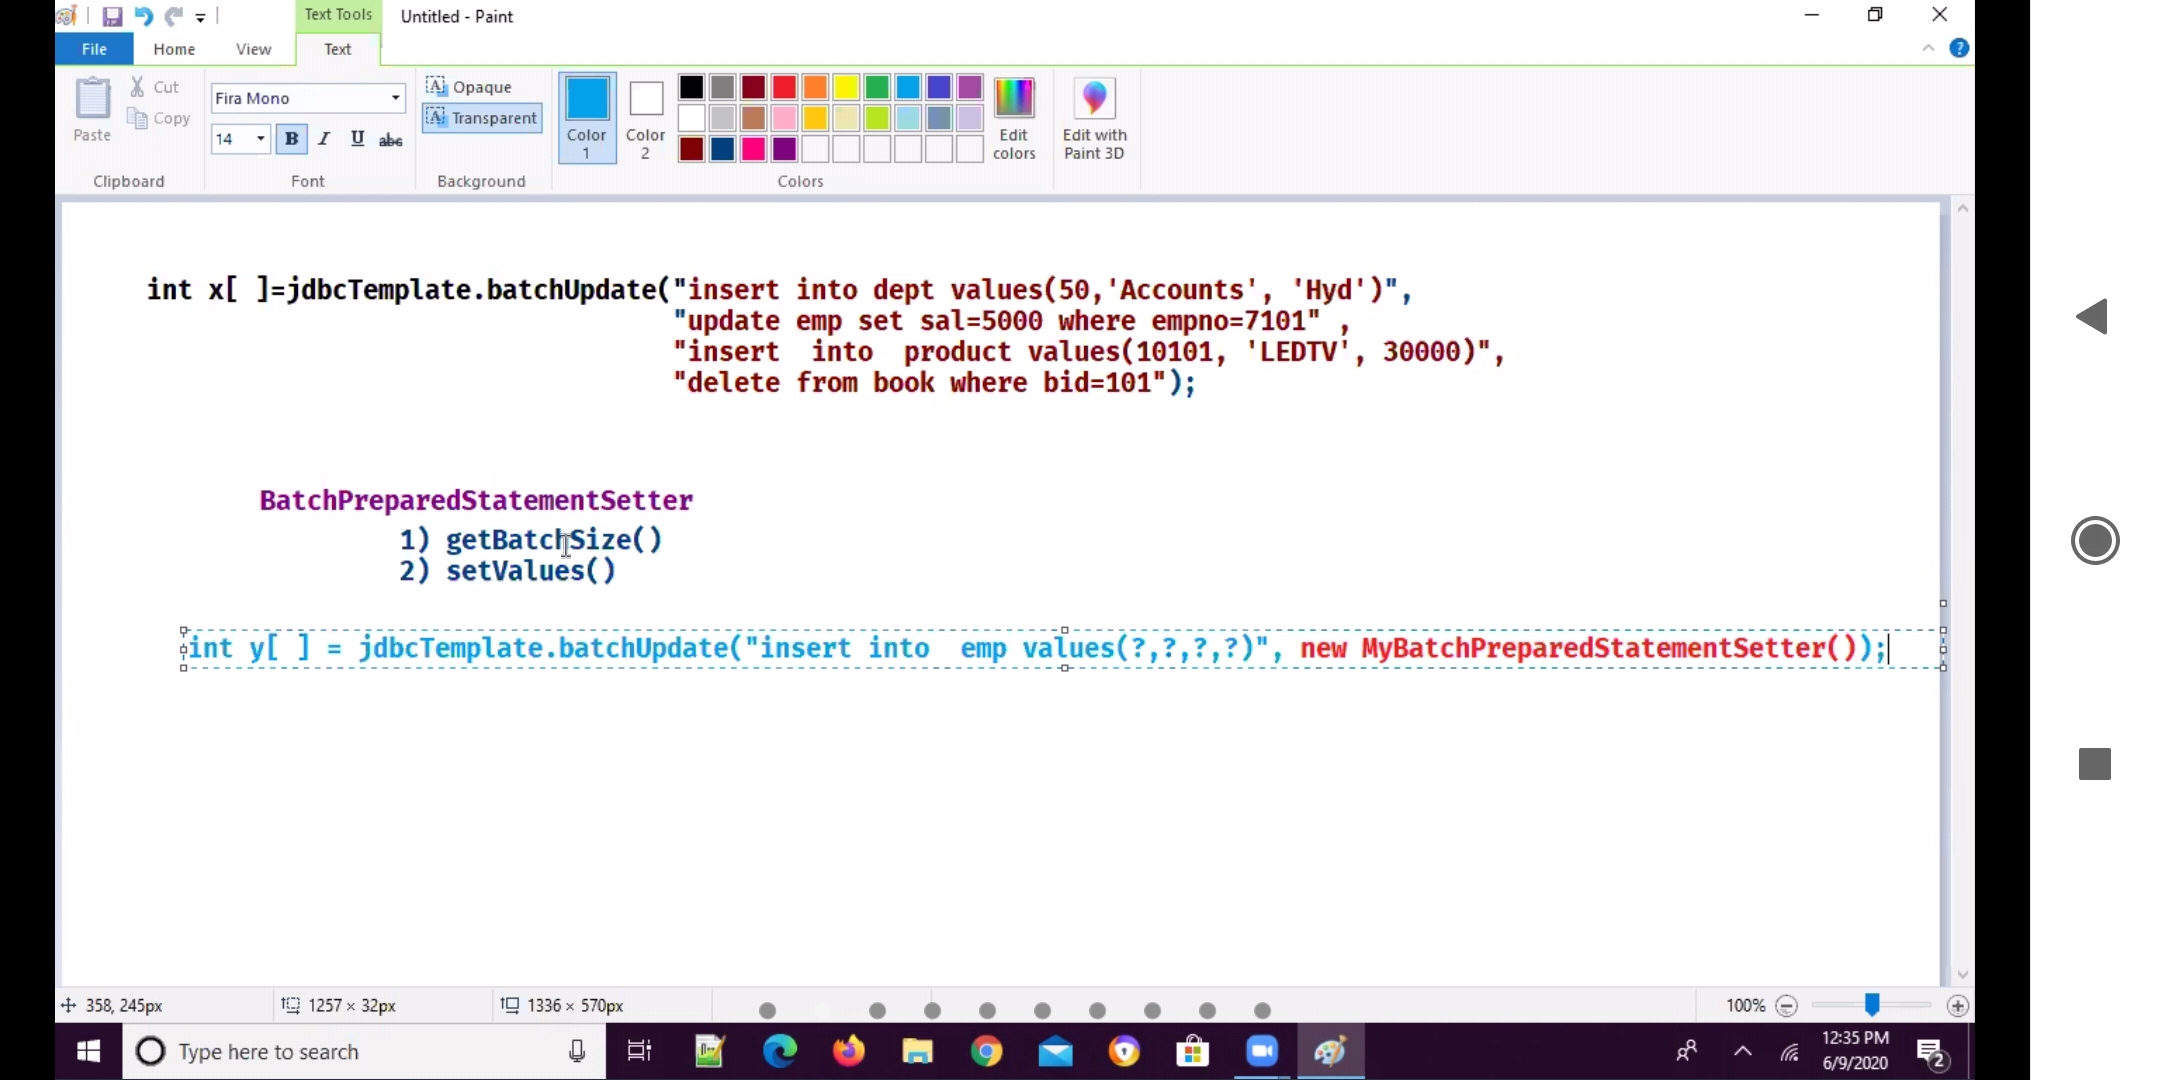 Text Tools
Untitled - Paint
File Home View Text
Cut
Copy
Paste
Clipboard
Fira Mono
14 B I U abc
Font
Opaque
Transparent
Background
Color 1
Color 2
Edit colors
Colors
Edit with Paint 3D
int x[ ]=jdbcTemplate.batchUpdate("insert into dept values(50,'Accounts', 'Hyd')",
"update emp set sal=5000 where empno=7101" ,
"insert  into  product values(10101, 'LEDTV', 30000)",
"delete from book where bid=101");
BatchPreparedStatementSetter
1) getBatchSize()
2) setValues()
int y[ ] = jdbcTemplate.batchUpdate("insert into  emp values(?,?,?,?)", new MyBatchPreparedStatementSetter());
358, 245px 1257 × 32px 1336 × 570px 100%
Type here to search
12:35 PM
6/9/2020
2